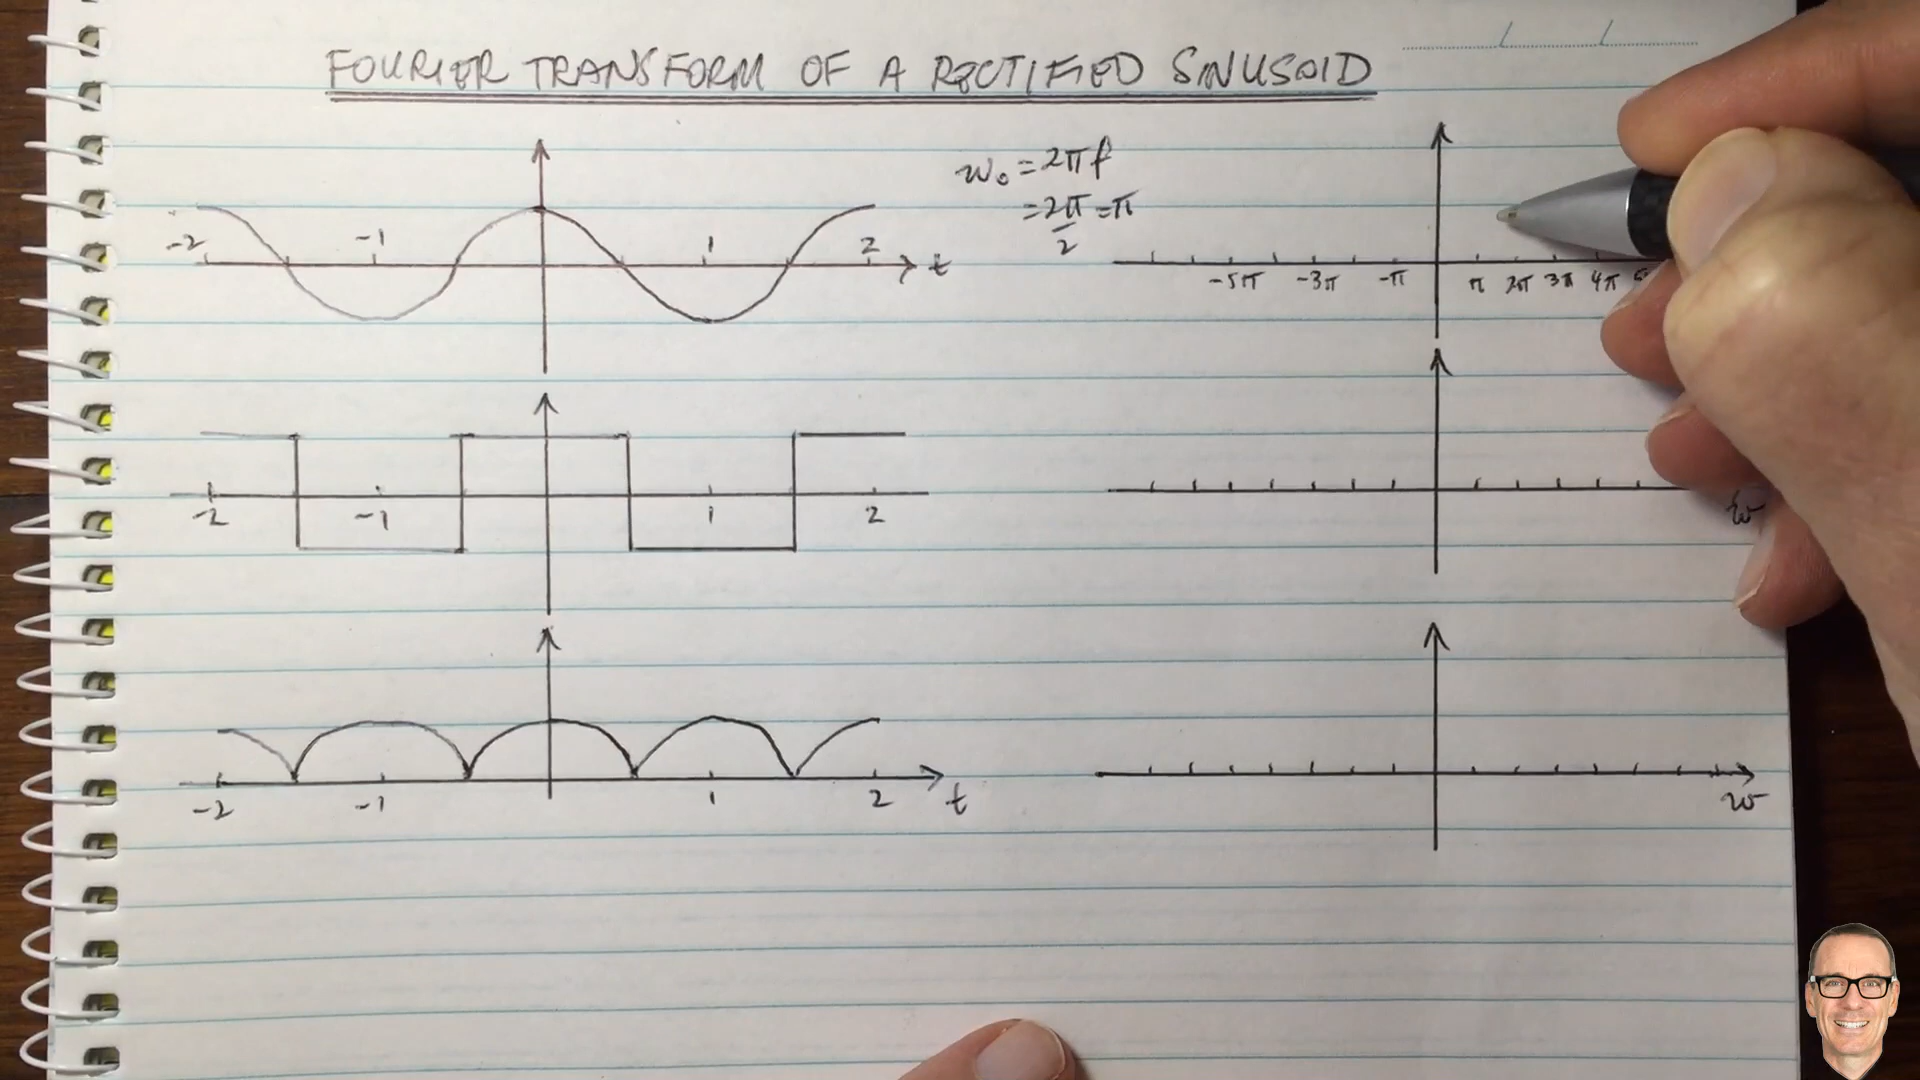 FOURIER TRANSFORM OF A RECTIFIED SINUSOID
ω₀ = 2πf
= 2π/2 = π
-2 -1 1 2 t
-5π -3π -π π 2π 3π 4π
-2 -1 1 2
ω
-2 -1 1 2 t
ω